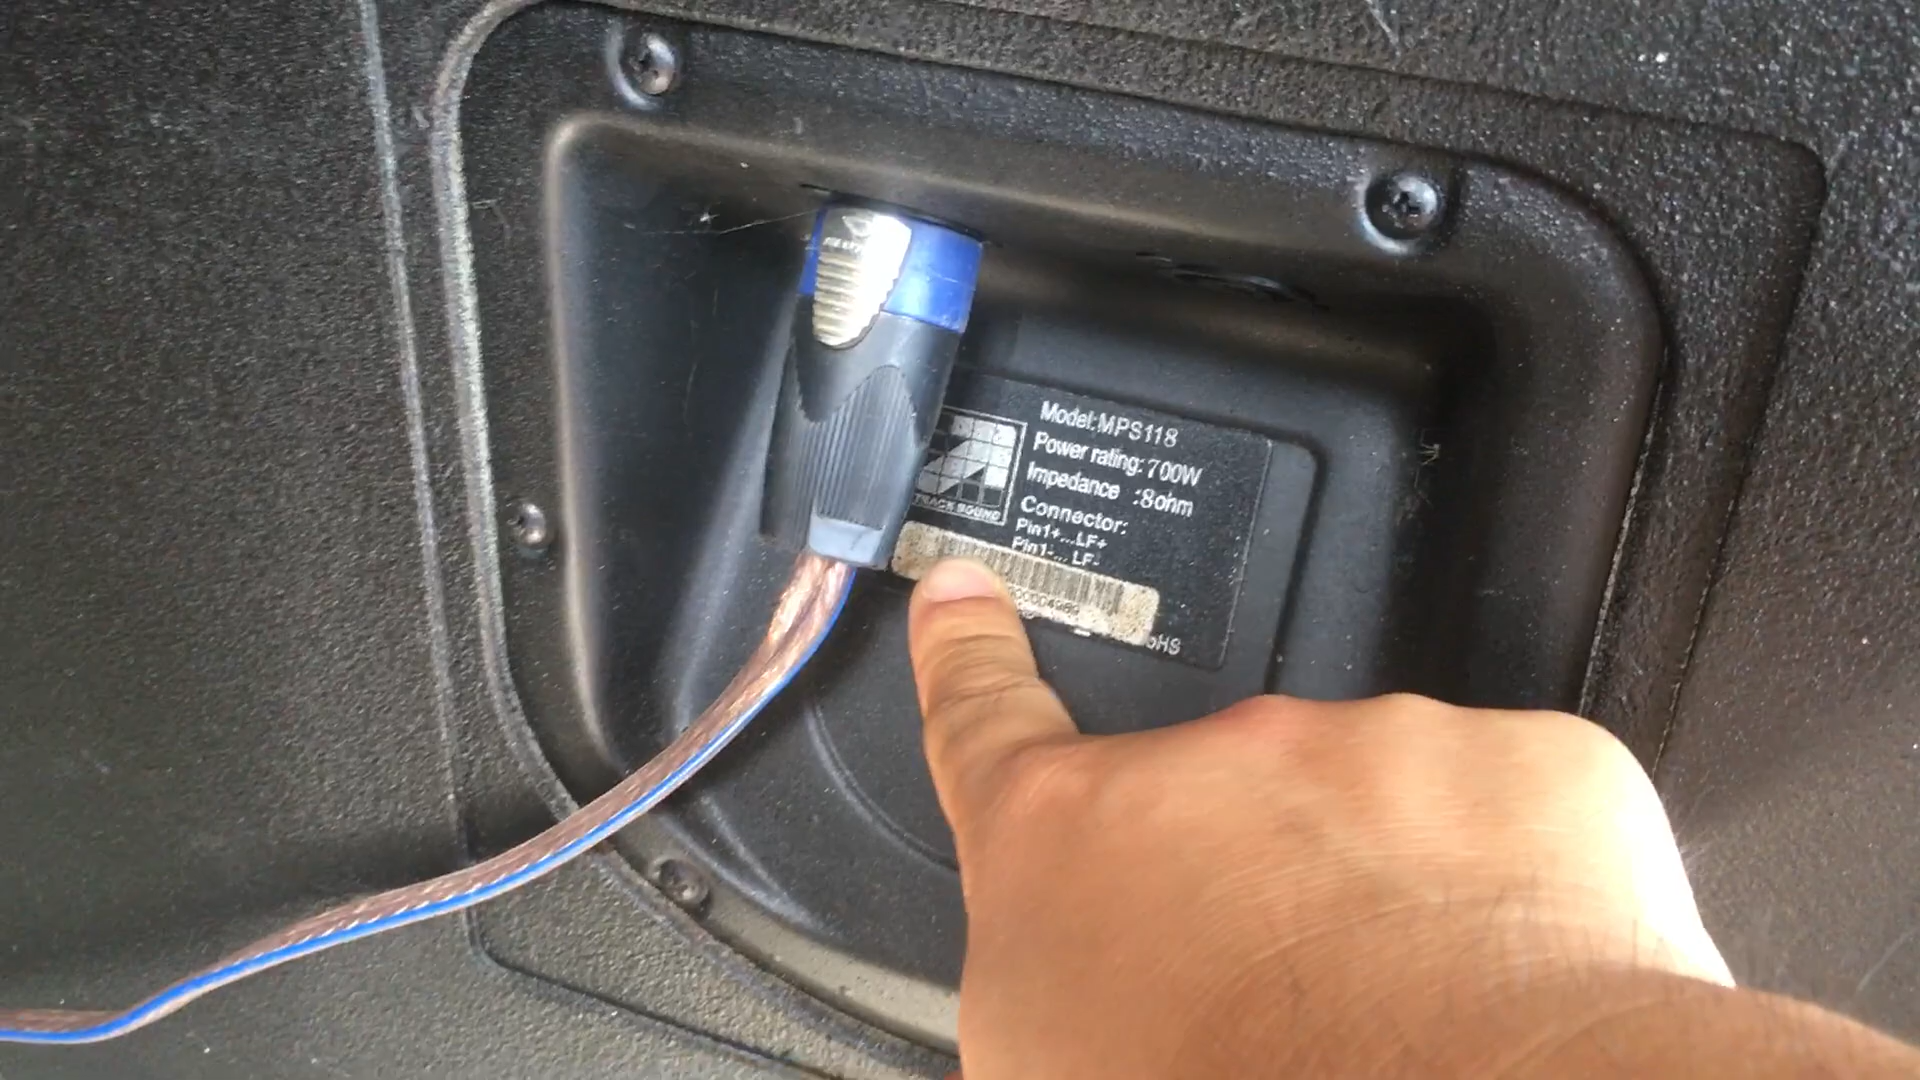 Model:MPS118
Power rating:700W
Impedance :8ohm
TRACK SOUND
Connector:
Pin1+...LF+
Pin1-... LF-